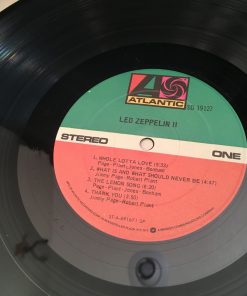 ATLANTIC
SD 19127
LED ZEPPELIN II
STEREO
ONE
1. WHOLE LOTTA LOVE (5:33)
Page - Plant - Jones - Bonham
2. WHAT IS AND WHAT SHOULD NEVER BE (4:47)
Jimmy Page - Robert Plant
3. THE LEMON SONG (6:20)
Page - Plant - Jones - Bonham
4. THANK YOU (3:50)
Jimmy Page - Robert Plant